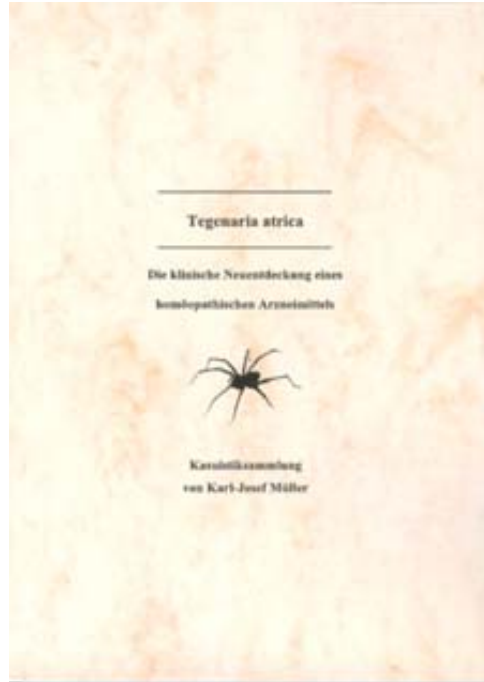 Tegenaria atrica
Die klinische Neuentdeckung eines
homöopathischen Arzneimittels
Kasuistiksammlung
von Karl-Josef Müller